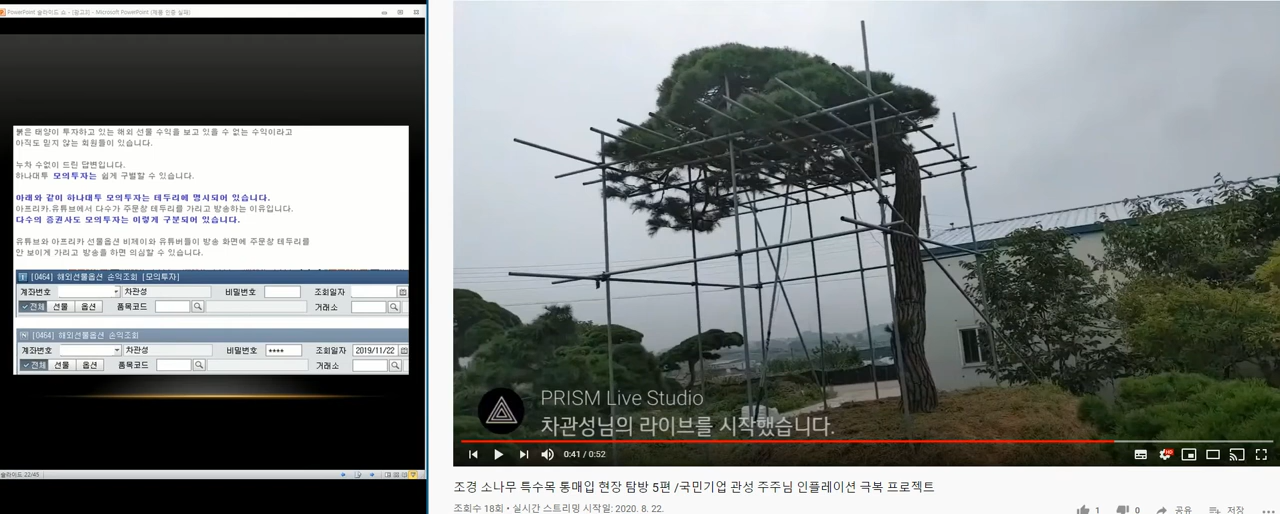 PowerPoint 슬라이드 쇼 - [광고2] - Microsoft PowerPoint (제품 인증 실패)
붉은 태양이 투자하고 있는 해외 선물 수익을 보고 있을 수 없는 수익이라고
아직도 믿지 않는 회원들이 있습니다.
누차 수없이 드린 답변입니다.
하나대투 모의투자는 쉽게 구별할 수 있습니다.
아래와 같이 하나대투 모의투자는 테두리에 명시되어 있습니다.
아프리카.유튜브에서 다수가 주문창 테두리를 가리고 방송하는 이유입니다.
다수의 증권사도 모의투자는 이렇게 구분되어 있습니다.
유튜브와 아프리카 선물옵션 비제이와 유튜버들이 방송 화면에 주문창 테두리를
안 보이게 가리고 방송을 하면 의심할 수 있습니다.
[0464] 해외선물옵션 손익조회 [모의투자]
계좌번호 차관성 비밀번호 조회일자
전체 선물 옵션 품목코드 거래소
[0464] 해외선물옵션 손익조회
계좌번호 차관성 비밀번호 **** 조회일자 2019/11/22
전체 선물 옵션 품목코드 거래소
슬라이드 22/45
PRISM Live Studio
차관성님의 라이브를 시작했습니다.
0:41 / 0:52
HD
조경 소나무 특수목 통매입 현장 탐방 5편 /국민기업 관성 주주님 인플레이션 극복 프로젝트
조회수 18회 • 실시간 스트리밍 시작일: 2020. 8. 22.
1 0 공유 저장